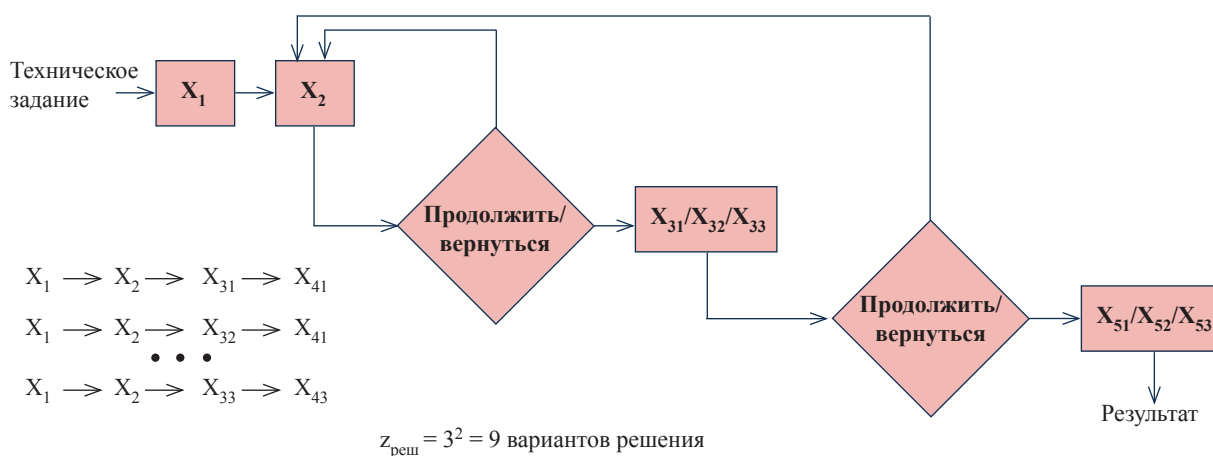 Техническое
задание
X₁
X₂
Продолжить/
вернуться
X₃₁/X₃₂/X₃₃
Продолжить/
вернуться
X₅₁/X₅₂/X₅₃
Результат
X₁ → X₂ → X₃₁ → X₄₁
X₁ → X₂ → X₃₂ → X₄₁
• • •
X₁ → X₂ → X₃₃ → X₄₃
z_реш = 3² = 9 вариантов решения